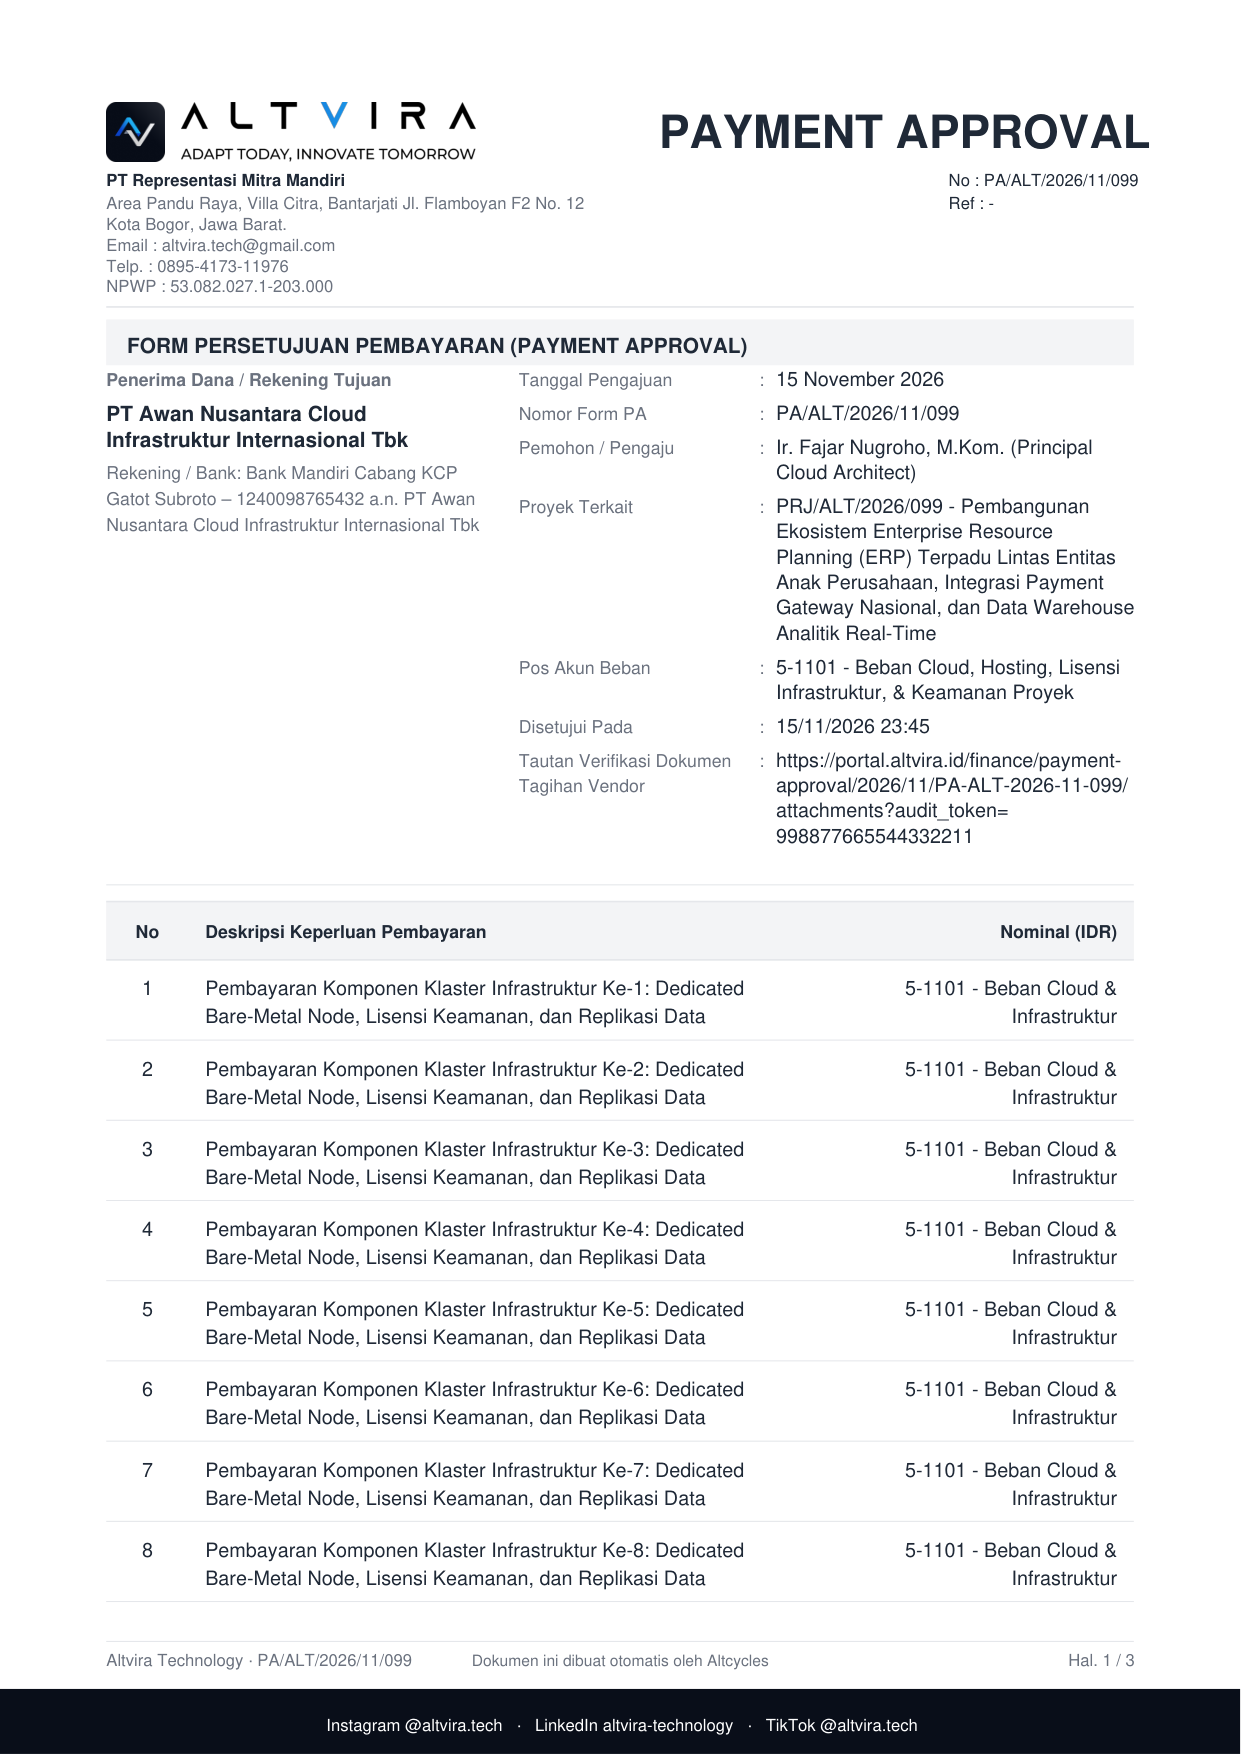 ALTVIRA
ADAPT TODAY, INNOVATE TOMORROW
PAYMENT APPROVAL
PT Representasi Mitra Mandiri
Area Pandu Raya, Villa Citra, Bantarjati Jl. Flamboyan F2 No. 12
Kota Bogor, Jawa Barat.
Email : altvira.tech@gmail.com
Telp. : 0895-4173-11976
NPWP : 53.082.027.1-203.000
No : PA/ALT/2026/11/099
Ref : -
FORM PERSETUJUAN PEMBAYARAN (PAYMENT APPROVAL)
Penerima Dana / Rekening Tujuan
PT Awan Nusantara Cloud
Infrastruktur Internasional Tbk
Rekening / Bank: Bank Mandiri Cabang KCP
Gatot Subroto – 1240098765432 a.n. PT Awan
Nusantara Cloud Infrastruktur Internasional Tbk
Tanggal Pengajuan : 15 November 2026
Nomor Form PA : PA/ALT/2026/11/099
Pemohon / Pengaju : Ir. Fajar Nugroho, M.Kom. (Principal
Cloud Architect)
Proyek Terkait : PRJ/ALT/2026/099 - Pembangunan
Ekosistem Enterprise Resource
Planning (ERP) Terpadu Lintas Entitas
Anak Perusahaan, Integrasi Payment
Gateway Nasional, dan Data Warehouse
Analitik Real-Time
Pos Akun Beban : 5-1101 - Beban Cloud, Hosting, Lisensi
Infrastruktur, & Keamanan Proyek
Disetujui Pada : 15/11/2026 23:45
Tautan Verifikasi Dokumen : https://portal.altvira.id/finance/payment-
Tagihan Vendor approval/2026/11/PA-ALT-2026-11-099/
attachments?audit_token=
998877665544332211
No Deskripsi Keperluan Pembayaran Nominal (IDR)
1 Pembayaran Komponen Klaster Infrastruktur Ke-1: Dedicated 5-1101 - Beban Cloud &
Bare-Metal Node, Lisensi Keamanan, dan Replikasi Data Infrastruktur
2 Pembayaran Komponen Klaster Infrastruktur Ke-2: Dedicated 5-1101 - Beban Cloud &
Bare-Metal Node, Lisensi Keamanan, dan Replikasi Data Infrastruktur
3 Pembayaran Komponen Klaster Infrastruktur Ke-3: Dedicated 5-1101 - Beban Cloud &
Bare-Metal Node, Lisensi Keamanan, dan Replikasi Data Infrastruktur
4 Pembayaran Komponen Klaster Infrastruktur Ke-4: Dedicated 5-1101 - Beban Cloud &
Bare-Metal Node, Lisensi Keamanan, dan Replikasi Data Infrastruktur
5 Pembayaran Komponen Klaster Infrastruktur Ke-5: Dedicated 5-1101 - Beban Cloud &
Bare-Metal Node, Lisensi Keamanan, dan Replikasi Data Infrastruktur
6 Pembayaran Komponen Klaster Infrastruktur Ke-6: Dedicated 5-1101 - Beban Cloud &
Bare-Metal Node, Lisensi Keamanan, dan Replikasi Data Infrastruktur
7 Pembayaran Komponen Klaster Infrastruktur Ke-7: Dedicated 5-1101 - Beban Cloud &
Bare-Metal Node, Lisensi Keamanan, dan Replikasi Data Infrastruktur
8 Pembayaran Komponen Klaster Infrastruktur Ke-8: Dedicated 5-1101 - Beban Cloud &
Bare-Metal Node, Lisensi Keamanan, dan Replikasi Data Infrastruktur
Altvira Technology · PA/ALT/2026/11/099 Dokumen ini dibuat otomatis oleh Altcycles Hal. 1 / 3
Instagram @altvira.tech · LinkedIn altvira-technology · TikTok @altvira.tech